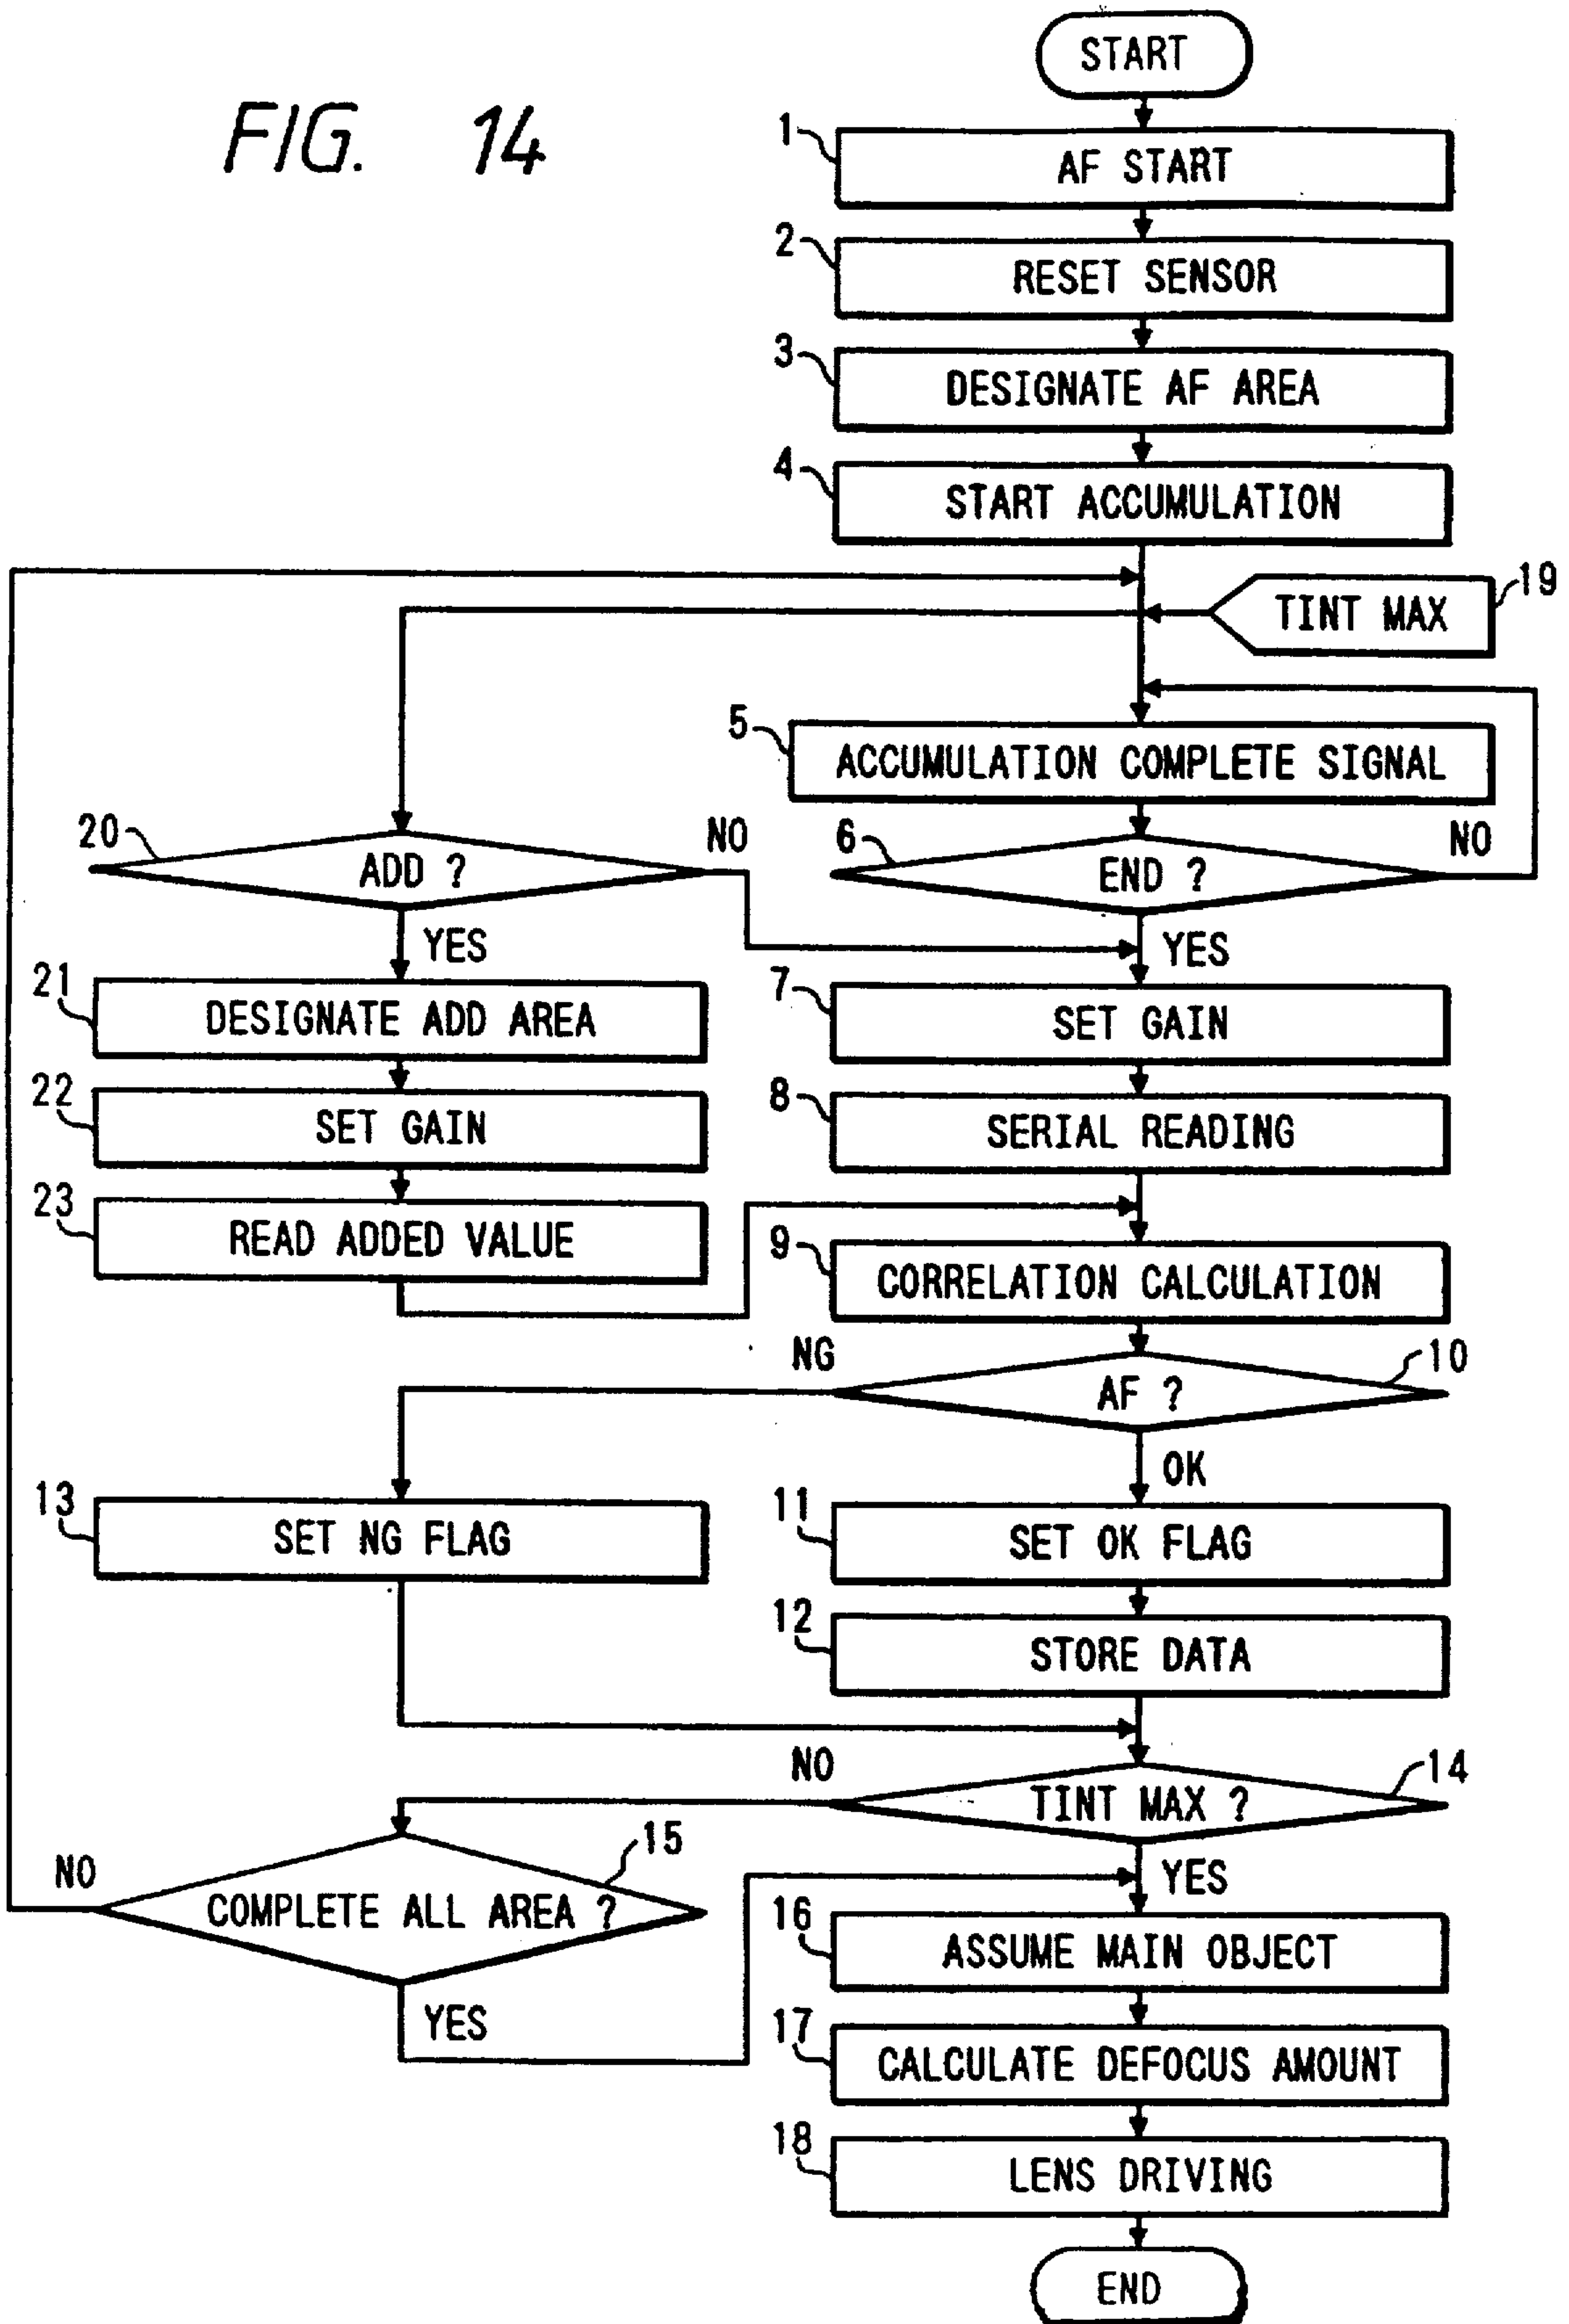 FIG. 14
START
1
AF START
2
RESET SENSOR
3
DESIGNATE AF AREA
4
START ACCUMULATION
19
TINT MAX
5
ACCUMULATION COMPLETE SIGNAL
20
ADD ?
NO
6
END ?
NO
YES
YES
21
DESIGNATE ADD AREA
7
SET GAIN
22
SET GAIN
8
SERIAL READING
23
READ ADDED VALUE
9
CORRELATION CALCULATION
NG
10
AF ?
OK
13
SET NG FLAG
11
SET OK FLAG
12
STORE DATA
NO
14
TINT MAX ?
NO
15
COMPLETE ALL AREA ?
YES
YES
16
ASSUME MAIN OBJECT
17
CALCULATE DEFOCUS AMOUNT
18
LENS DRIVING
END